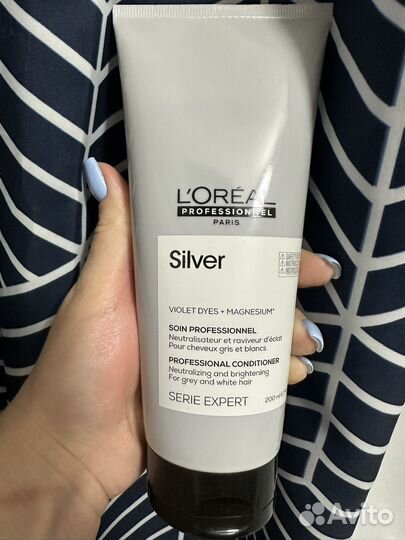 L'ORÉAL
PROFESSIONNEL
PARIS
Silver
VIOLET DYES + MAGNESIUM*
SOIN PROFESSIONNEL
Neutralisateur et raviveur d'éclat
Pour cheveux gris et blancs
PROFESSIONAL CONDITIONER
Neutralizing and brightening
For grey and white hair
SERIE EXPERT
200 ml
Avito